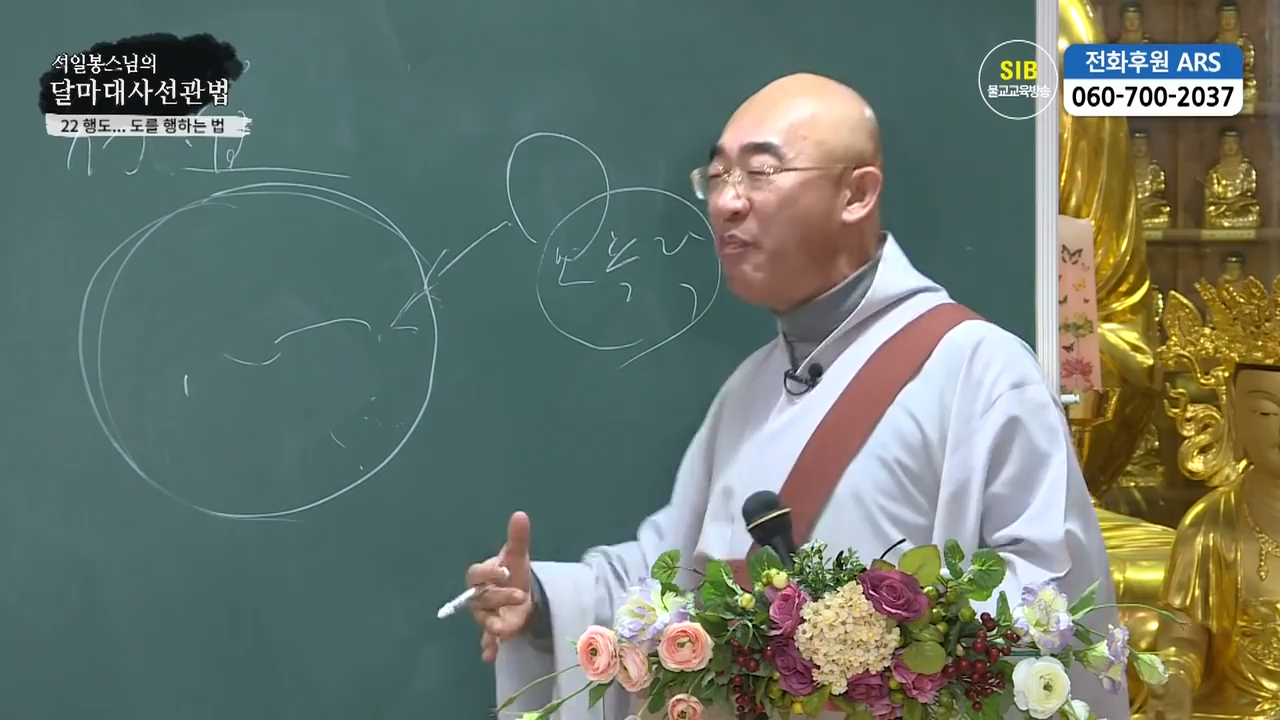 석일봉스님의
달마대사선관법
22 행도... 도를 행하는 법
SIB
불교교육방송
전화후원 ARS
060-700-2037